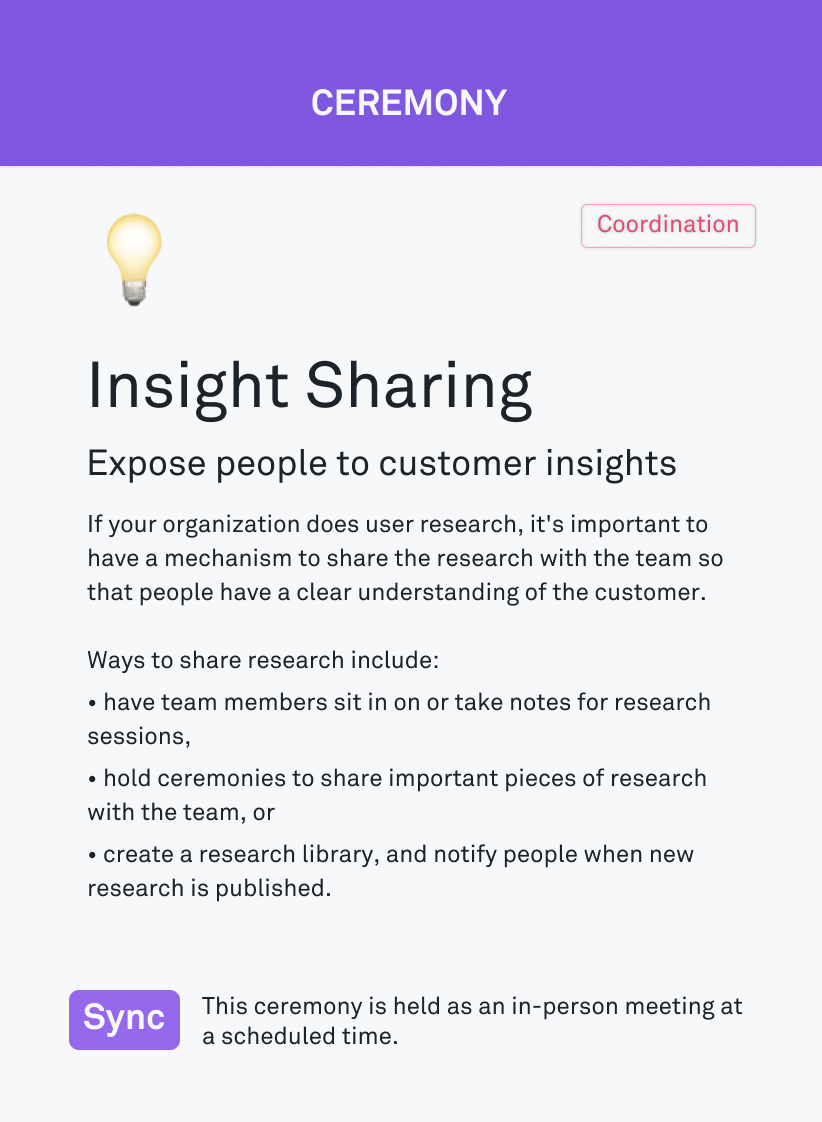 CEREMONY
Coordination
Insight Sharing
Expose people to customer insights
If your organization does user research, it's important to
have a mechanism to share the research with the team so
that people have a clear understanding of the customer.
Ways to share research include:
• have team members sit in on or take notes for research
sessions,
• hold ceremonies to share important pieces of research
with the team, or
• create a research library, and notify people when new
research is published.
Sync
This ceremony is held as an in-person meeting at
a scheduled time.